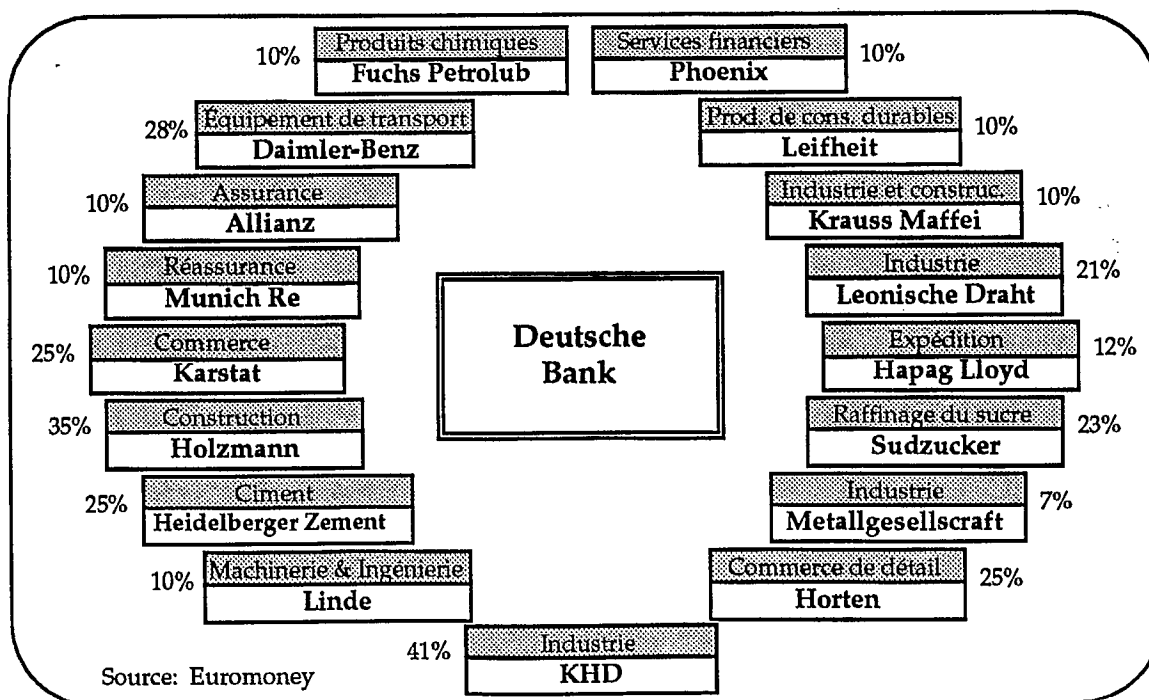 10%
Produits chimiques
Fuchs Petrolub
Services financiers
Phoenix
10%
28%
Équipement de transport
Daimler-Benz
Prod. de cons. durables
Leifheit
10%
10%
Assurance
Allianz
Industrie et construc.
Krauss Maffei
10%
10%
Réassurance
Munich Re
Industrie
Leonische Draht
21%
Deutsche
Bank
25%
Commerce
Karstat
Expédition
Hapag Lloyd
12%
35%
Construction
Holzmann
Raffinage du sucre
Sudzucker
23%
25%
Ciment
Heidelberger Zement
Industrie
Metallgesellscraft
7%
10%
Machinerie & Ingénierie
Linde
Commerce de détail
Horten
25%
41%
Industrie
KHD
Source: Euromoney